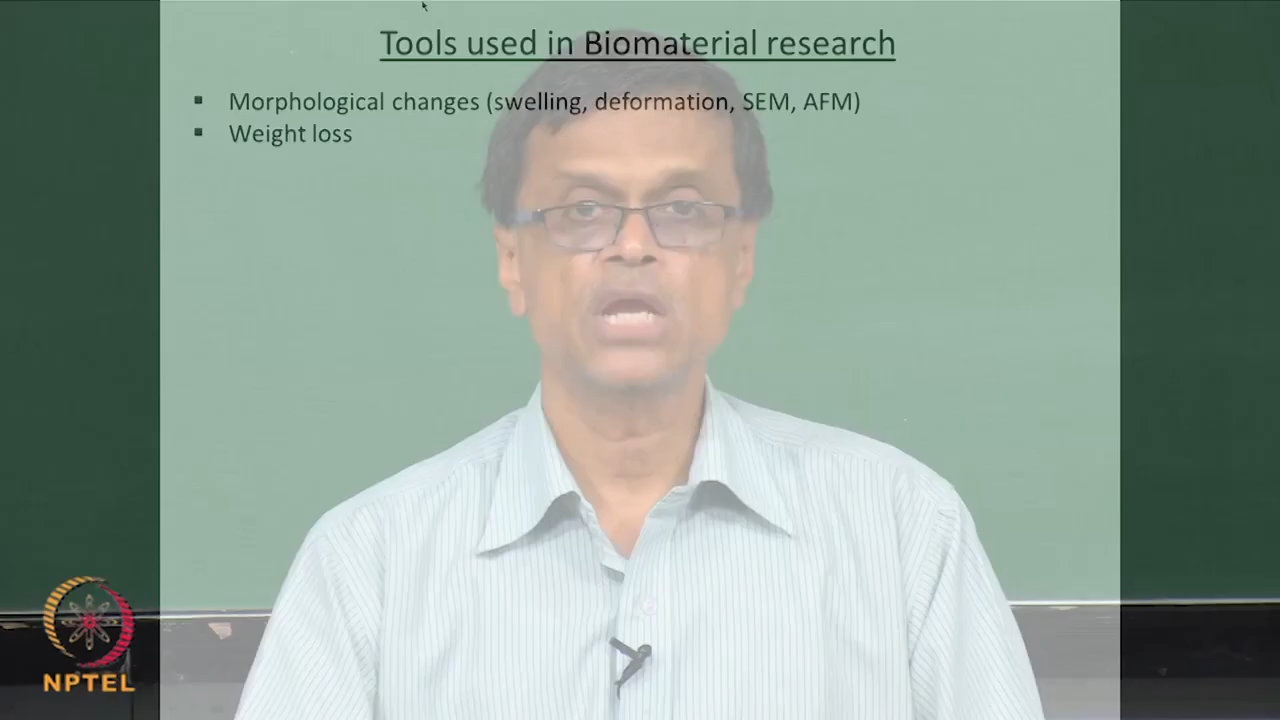 Tools used in Biomaterial research
▪ Morphological changes (swelling, deformation, SEM, AFM)
▪ Weight loss
NPTEL